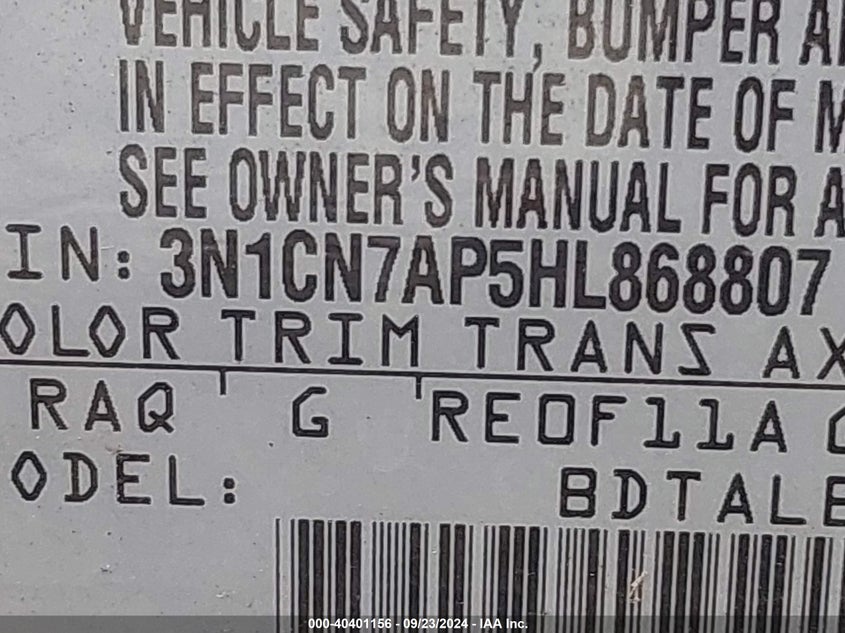 VEHICLE SAFETY, BUMPER
IN EFFECT ON THE DATE OF M
SEE OWNER'S MANUAL FOR A
IN: 3N1CN7AP5HL868807
OLOR TRIM TRANS AX
RAQ G RE0F11A
ODEL: BDTALE
000-40401156 - 09/23/2024 - IAA Inc.